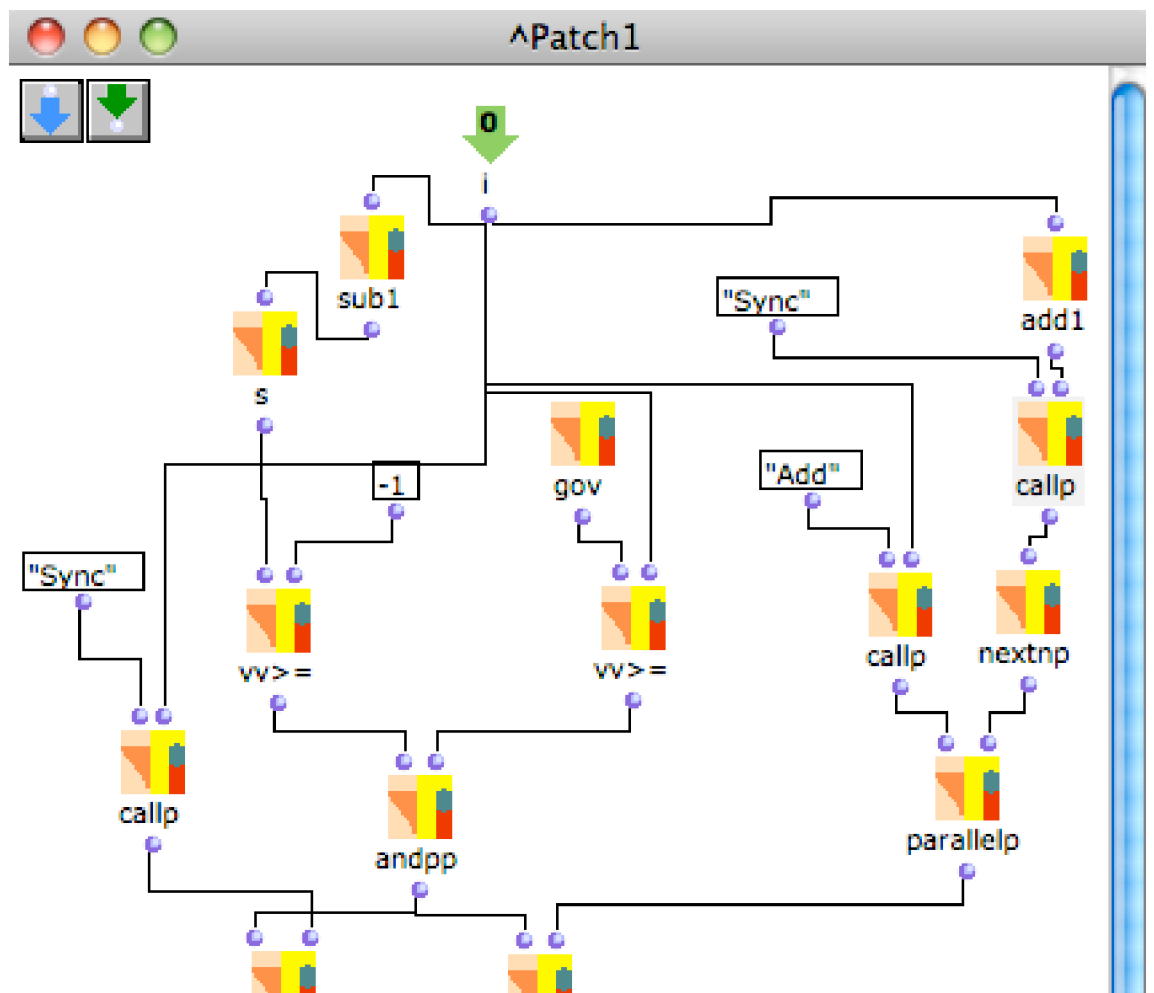 ^Patch1
0
i
sub1
"Sync"
add1
s
"Add"
-1
gov
callp
"Sync"
vv>=
vv>=
callp
nextnp
callp
andpp
parallelp